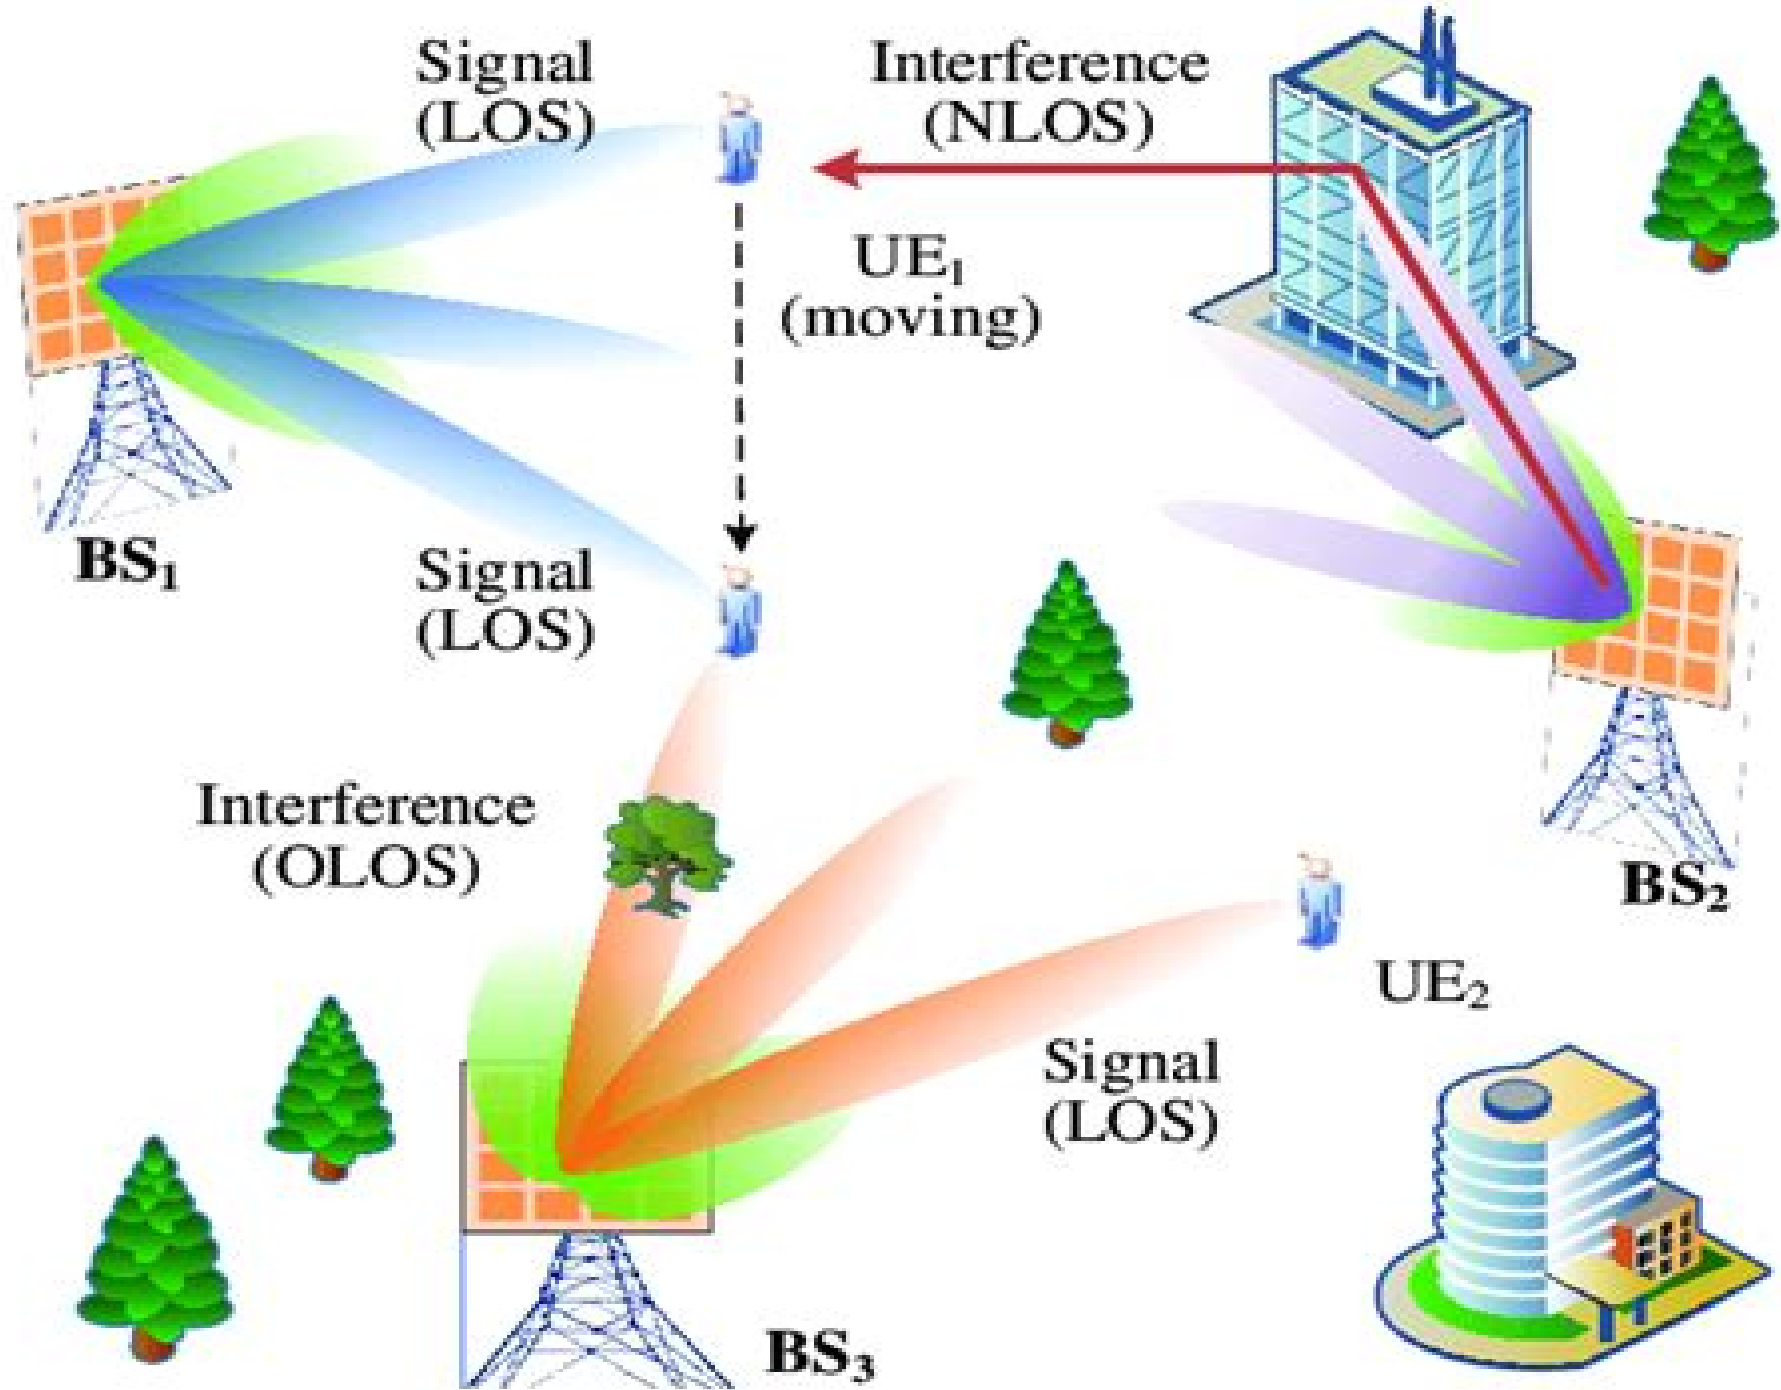 Signal
(LOS)
Interference
(NLOS)
UE₁
(moving)
BS₁
Signal
(LOS)
Interference
(OLOS)
BS₂
UE₂
Signal
(LOS)
BS₃